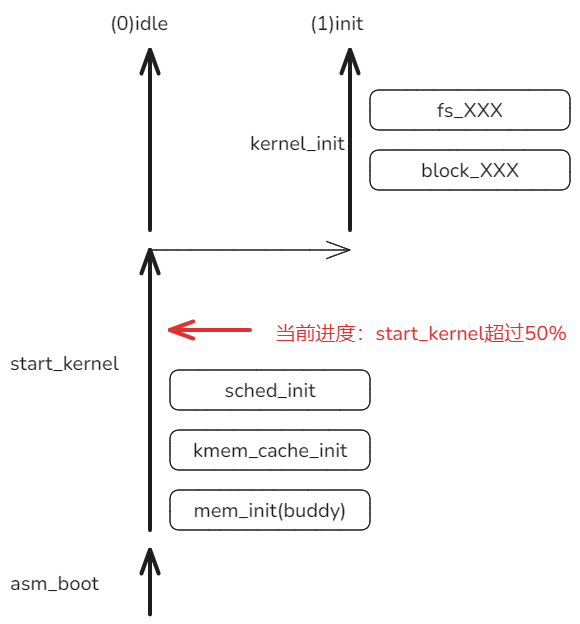 (0)idle
(1)init
fs_XXX
kernel_init
block_XXX
当前进度：start_kernel超过50%
start_kernel
sched_init
kmem_cache_init
mem_init(buddy)
asm_boot